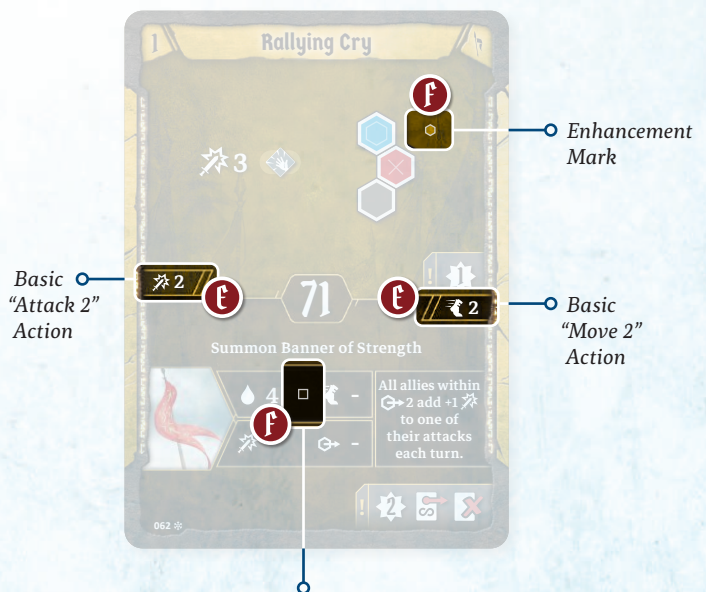 1 Rallying Cry
F
Enhancement
Mark
3
1
Basic
"Attack 2"
Action
2
E
71
E
2
Basic
"Move 2"
Action
Summon Banner of Strength
4
-
F
-
All allies within
2 add +1
to one of
their attacks
each turn.
2
062